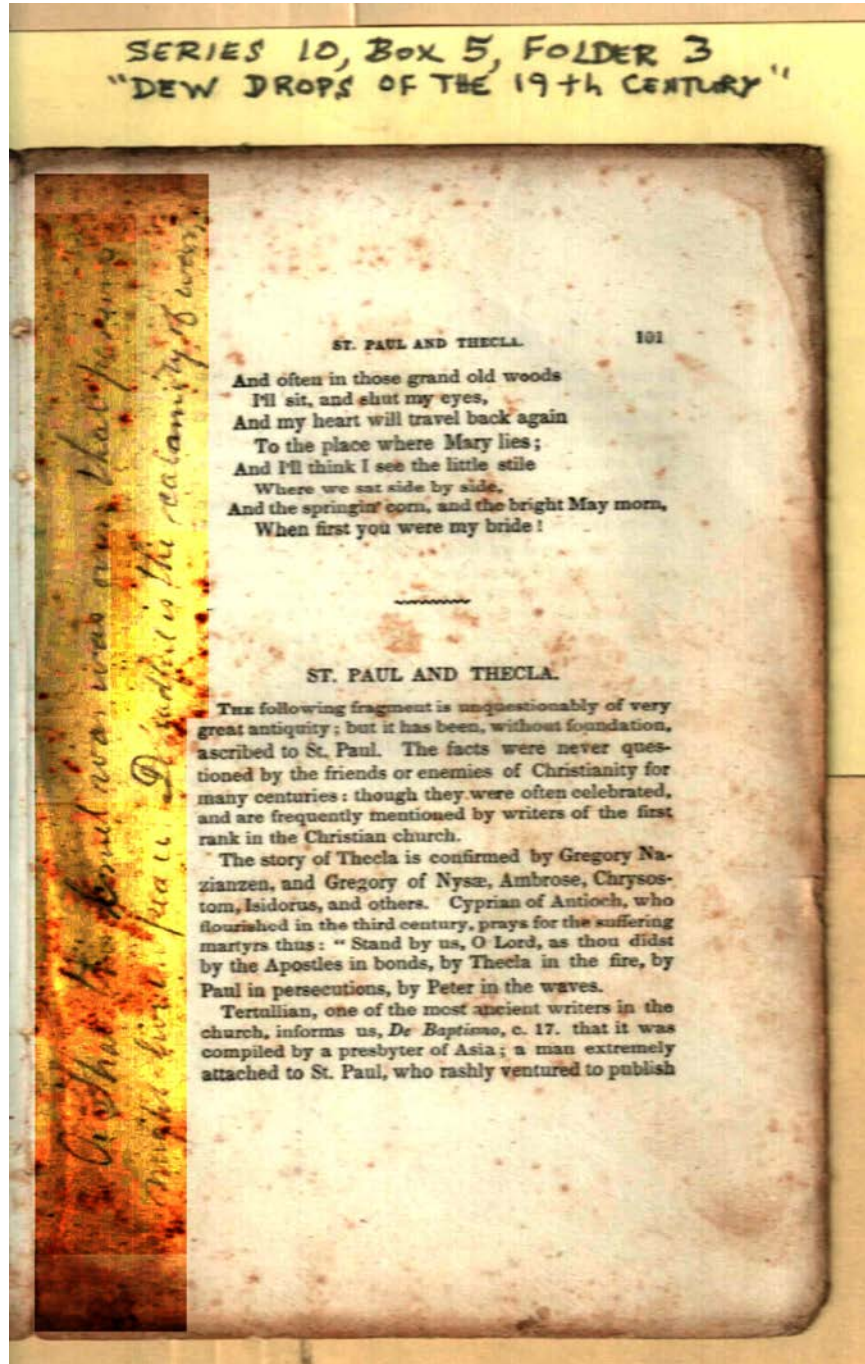 SERIES 10, BOX 5, FOLDER 3
"DEW DROPS OF THE 19th CENTURY"
O that cruel war was over that
might live in peace Dreadful is the calamity of war,
ST. PAUL AND THECLA. 101
And often in those grand old woods
I'll sit, and shut my eyes,
And my heart will travel back again
To the place where Mary lies;
And I'll think I see the little stile
Where we sat side by side,
And the springin' corn, and the bright May morn,
When first you were my bride!
ST. PAUL AND THECLA.
THE following fragment is unquestionably of very
great antiquity; but it has been, without foundation,
ascribed to St. Paul. The facts were never ques-
tioned by the friends or enemies of Christianity for
many centuries: though they were often celebrated,
and are frequently mentioned by writers of the first
rank in the Christian church.
The story of Thecla is confirmed by Gregory Na-
zianzen, and Gregory of Nysæ, Ambrose, Chrysos-
tom, Isidorus, and others. Cyprian of Antioch, who
flourished in the third century, prays for the suffering
martyrs thus: "Stand by us, O Lord, as thou didst
by the Apostles in bonds, by Thecla in the fire, by
Paul in persecutions, by Peter in the waves.
Tertullian, one of the most ancient writers in the
church, informs us, De Baptismo, c. 17. that it was
compiled by a presbyter of Asia; a man extremely
attached to St. Paul, who rashly ventured to publish